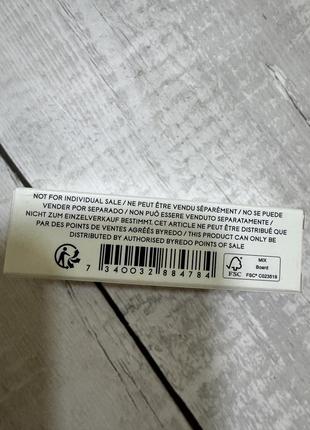 NOT FOR INDIVIDUAL SALE / NE PEUT ÊTRE VENDU SÉPARÉMENT / NO SE PUEDE
VENDER POR SEPARADO / NON PUÒ ESSERE VENDUTO SEPARATAMENTE /
NICHT ZUM EINZELVERKAUF BESTIMMT. CET ARTICLE NE PEUT ÊTRE DISTRIBUÉ QUE
PAR DES POINTS DE VENTES AGRÉÉS BYREDO / THIS PRODUCT CAN ONLY BE
DISTRIBUTED BY AUTHORISED BYREDO POINTS OF SALE
7 340032 884784
FSC
MIX
Board
FSC® C023519